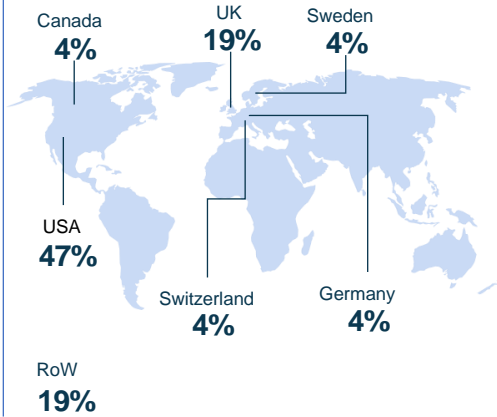 Canada
4%
UK
19%
Sweden
4%
USA
47%
Switzerland
4%
Germany
4%
RoW
19%